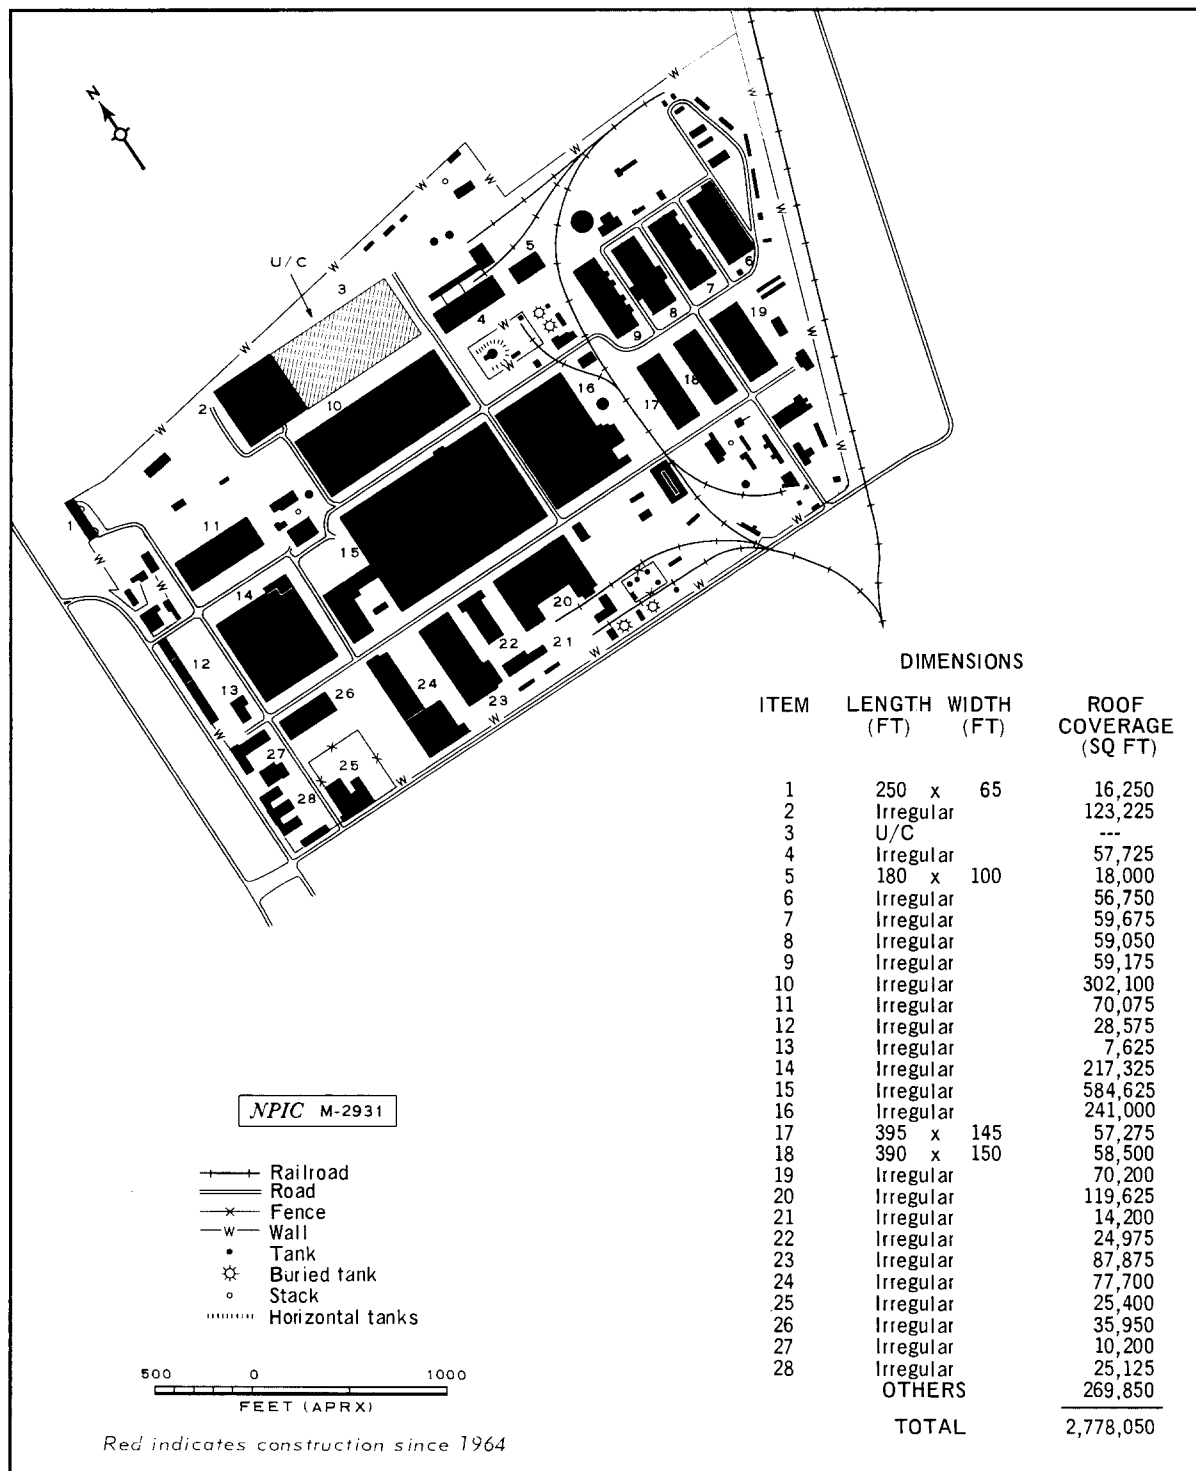 N
U/C
3
5
4
6
7
8
9
19
2
10
16
17
18
1
11
15
14
20
12
22
21
13
26
24
23
27
25
28
DIMENSIONS
ITEM LENGTH (FT) WIDTH (FT) ROOF COVERAGE (SQ FT)
1 250 x 65 16,250
2 Irregular 123,225
3 U/C ---
4 Irregular 57,725
5 180 x 100 18,000
6 Irregular 56,750
7 Irregular 59,675
8 Irregular 59,050
9 Irregular 59,175
10 Irregular 302,100
11 Irregular 70,075
12 Irregular 28,575
13 Irregular 7,625
14 Irregular 217,325
15 Irregular 584,625
16 Irregular 241,000
17 395 x 145 57,275
18 390 x 150 58,500
19 Irregular 70,200
20 Irregular 119,625
21 Irregular 14,200
22 Irregular 24,975
23 Irregular 87,875
24 Irregular 77,700
25 Irregular 25,400
26 Irregular 35,950
27 Irregular 10,200
28 Irregular 25,125
OTHERS 269,850
TOTAL 2,778,050
NPIC M-2931
Railroad
Road
x Fence
W Wall
Tank
Buried tank
Stack
Horizontal tanks
500 0 1000
FEET (APRX)
Red indicates construction since 1964